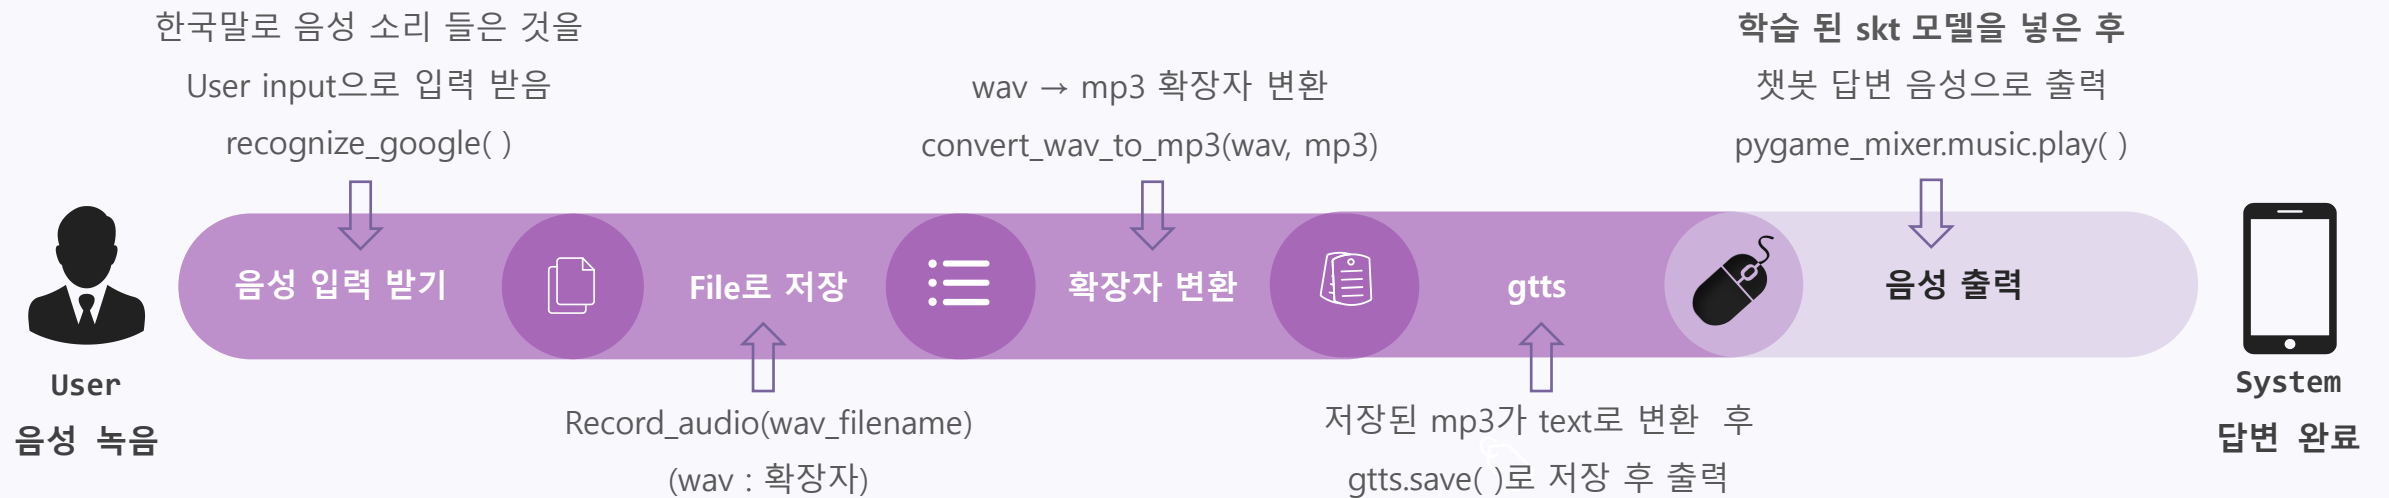 한국말로 음성 소리 들은 것을
User input으로 입력 받음
recognize_google( )
wav → mp3 확장자 변환
convert_wav_to_mp3(wav, mp3)
학습 된 skt 모델을 넣은 후
챗봇 답변 음성으로 출력
pygame_mixer.music.play( )
음성 입력 받기
File로 저장
확장자 변환
gtts
음성 출력
User
음성 녹음
Record_audio(wav_filename)
(wav : 확장자)
저장된 mp3가 text로 변환 후
gtts.save( )로 저장 후 출력
System
답변 완료